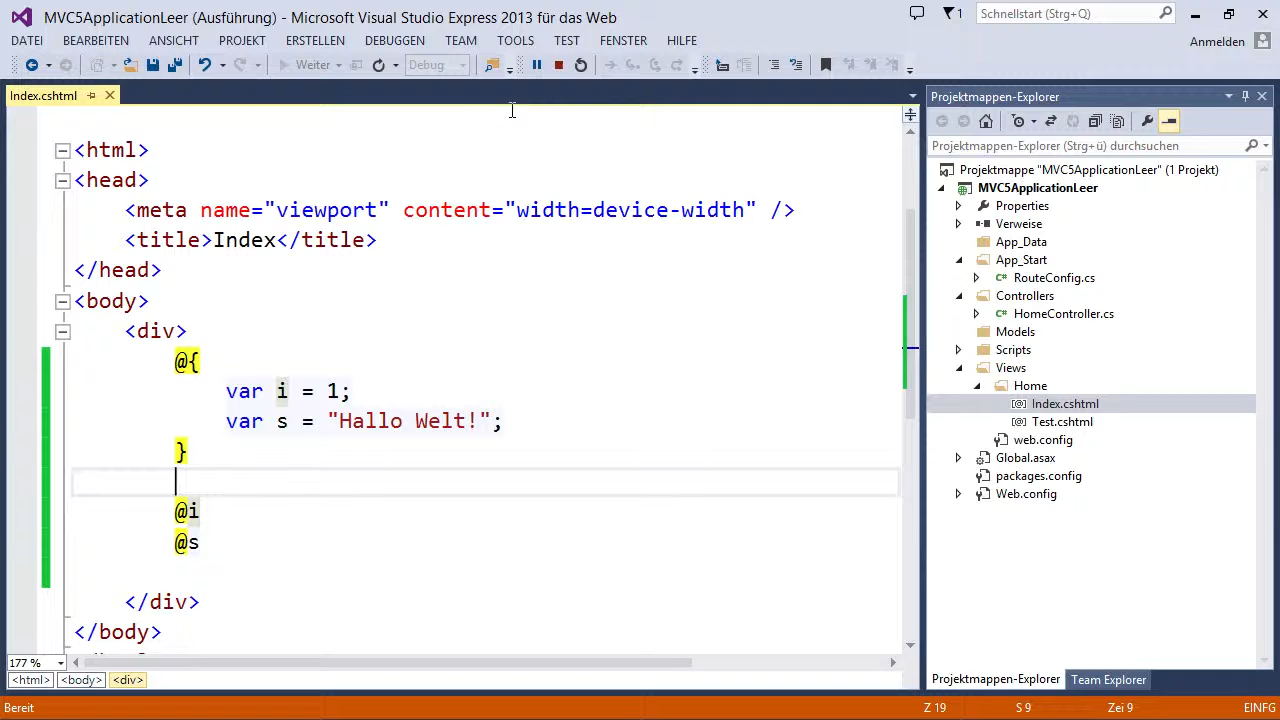 MVC5ApplicationLeer (Ausführung) - Microsoft Visual Studio Express 2013 für das Web
1
Schnellstart (Strg+Q)
DATEI BEARBEITEN ANSICHT PROJEKT ERSTELLEN DEBUGGEN TEAM TOOLS TEST FENSTER HILFE
Anmelden
Weiter Debug
Index.cshtml
<html>
<head>
<meta name="viewport" content="width=device-width" />
<title>Index</title>
</head>
<body>
<div>
@{
var i = 1;
var s = "Hallo Welt!";
}
@i
@s
</div>
</body>
177 %
<html> <body> <div>
Projektmappen-Explorer
Projektmappen-Explorer (Strg+ü) durchsuchen
Projektmappe "MVC5ApplicationLeer" (1 Projekt)
MVC5ApplicationLeer
Properties
Verweise
App_Data
App_Start
C# RouteConfig.cs
Controllers
C# HomeController.cs
Models
Scripts
Views
Home
[@] Index.cshtml
[@] Test.cshtml
web.config
Global.asax
packages.config
Web.config
Projektmappen-Explorer Team Explorer
Bereit Z 19 S 9 Zei 9 EINFG